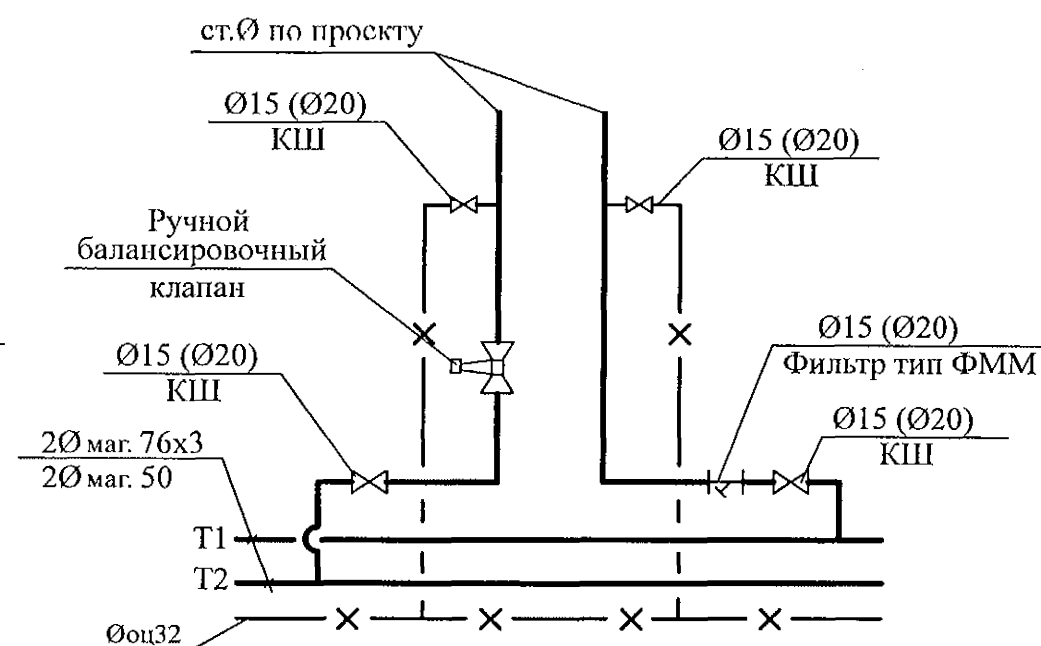 ст.Ø по проекту
Ø15 (Ø20)
КШ
Ø15 (Ø20)
КШ
Ручной
балансировочный
клапан
Ø15 (Ø20)
Фильтр тип ФММ
Ø15 (Ø20)
КШ
Ø15 (Ø20)
КШ
2Ø маг. 76х3
2Ø маг. 50
Т1
Т2
Øоц32